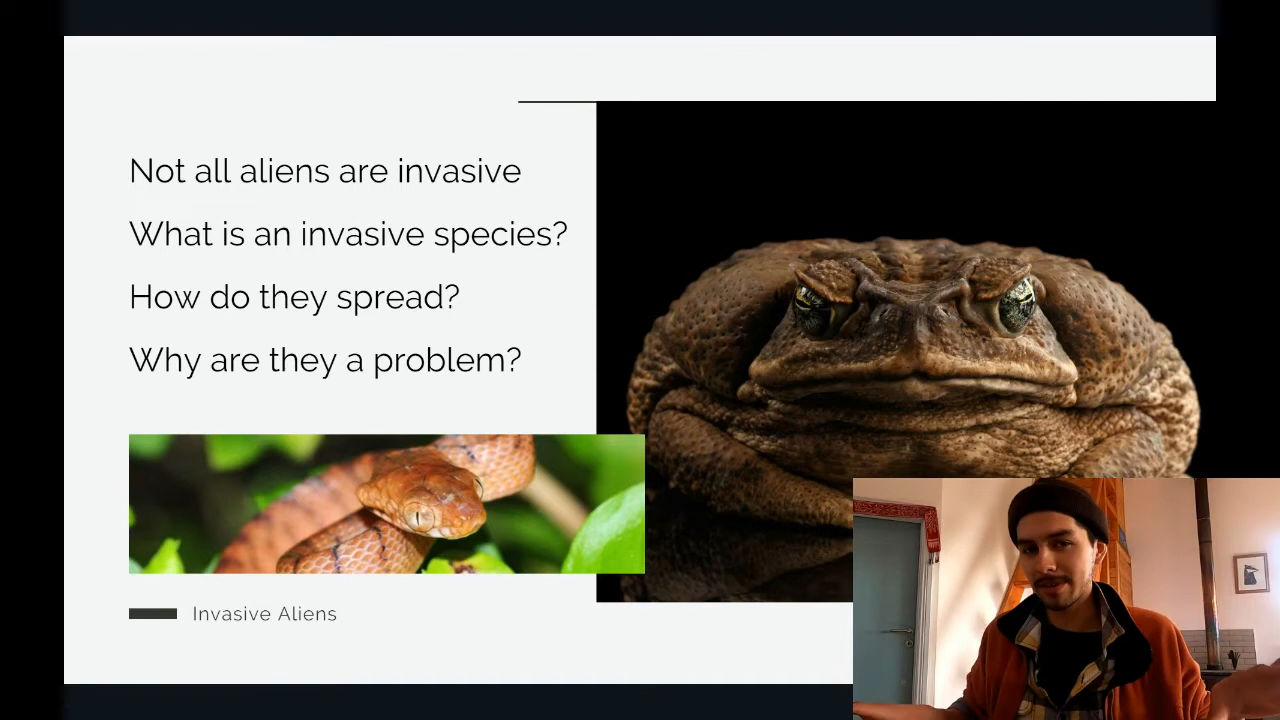 Not all aliens are invasive
What is an invasive species?
How do they spread?
Why are they a problem?
Invasive Aliens